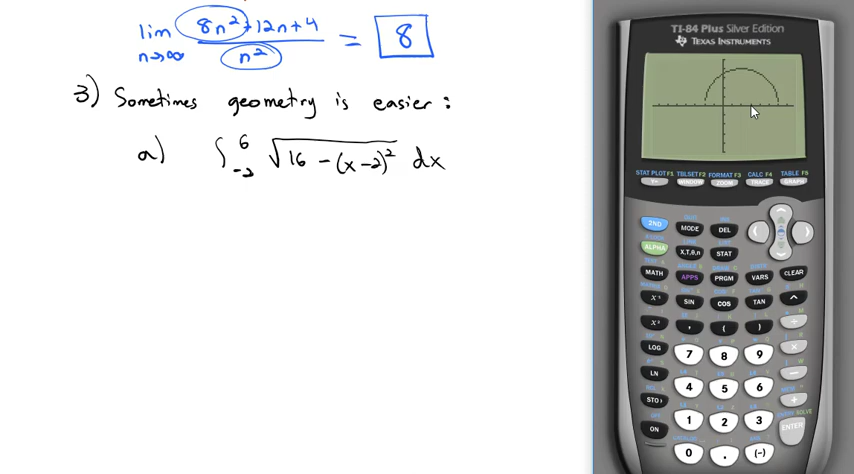 lim n→∞ 8n²+12n+4 / n² = 8
3) Sometimes geometry is easier:
a) ∫₋₂⁶ √16 – (x–2)² dx
TI-84 Plus Silver Edition
TEXAS INSTRUMENTS
STAT PLOT F1 TBLSET F2 FORMAT F3 CALC F4 TABLE F5
Y= WINDOW ZOOM TRACE GRAPH
2ND MODE DEL
ALPHA X,T,θ,n STAT
MATH APPS PRGM VARS CLEAR
x⁻¹ SIN COS TAN ^
x² , ( ) ÷
LOG 7 8 9 ×
LN 4 5 6 –
STO› 1 2 3 +
ON 0 . (–) ENTER